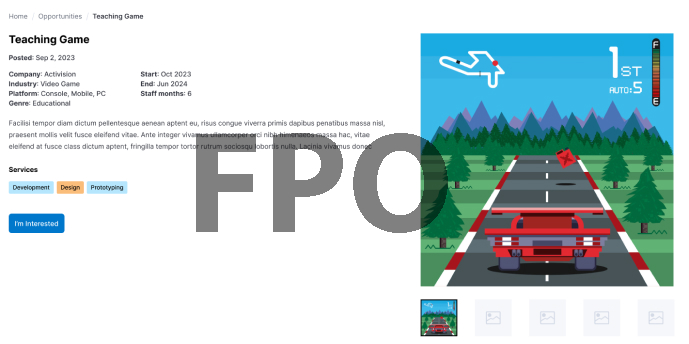 Home / Opportunities / Teaching Game
Teaching Game
Posted: Sep 2, 2023
Company: Activision
Start: Oct 2023
Industry: Video Game
End: Jun 2024
Platform: Console, Mobile, PC
Staff months: 6
Genre: Educational
Facilisi tempor diam dictum pellentesque aenean aptent eu, risus congue viverra primis dapibus penatibus massa nisl,
praesent mollis velit fusce eleifend vitae. Ante integer vivamus ullamcorper orci nibh himenaeos massa hac, vitae
eleifend at fusce class dictum aptent, fringilla tempor tortor rutrum sociosqu lobortis nulla. Lacinia vivamus donec
Services
Development Design Prototyping
I'm Interested
FPO
1ST
AUTO:5
F
E